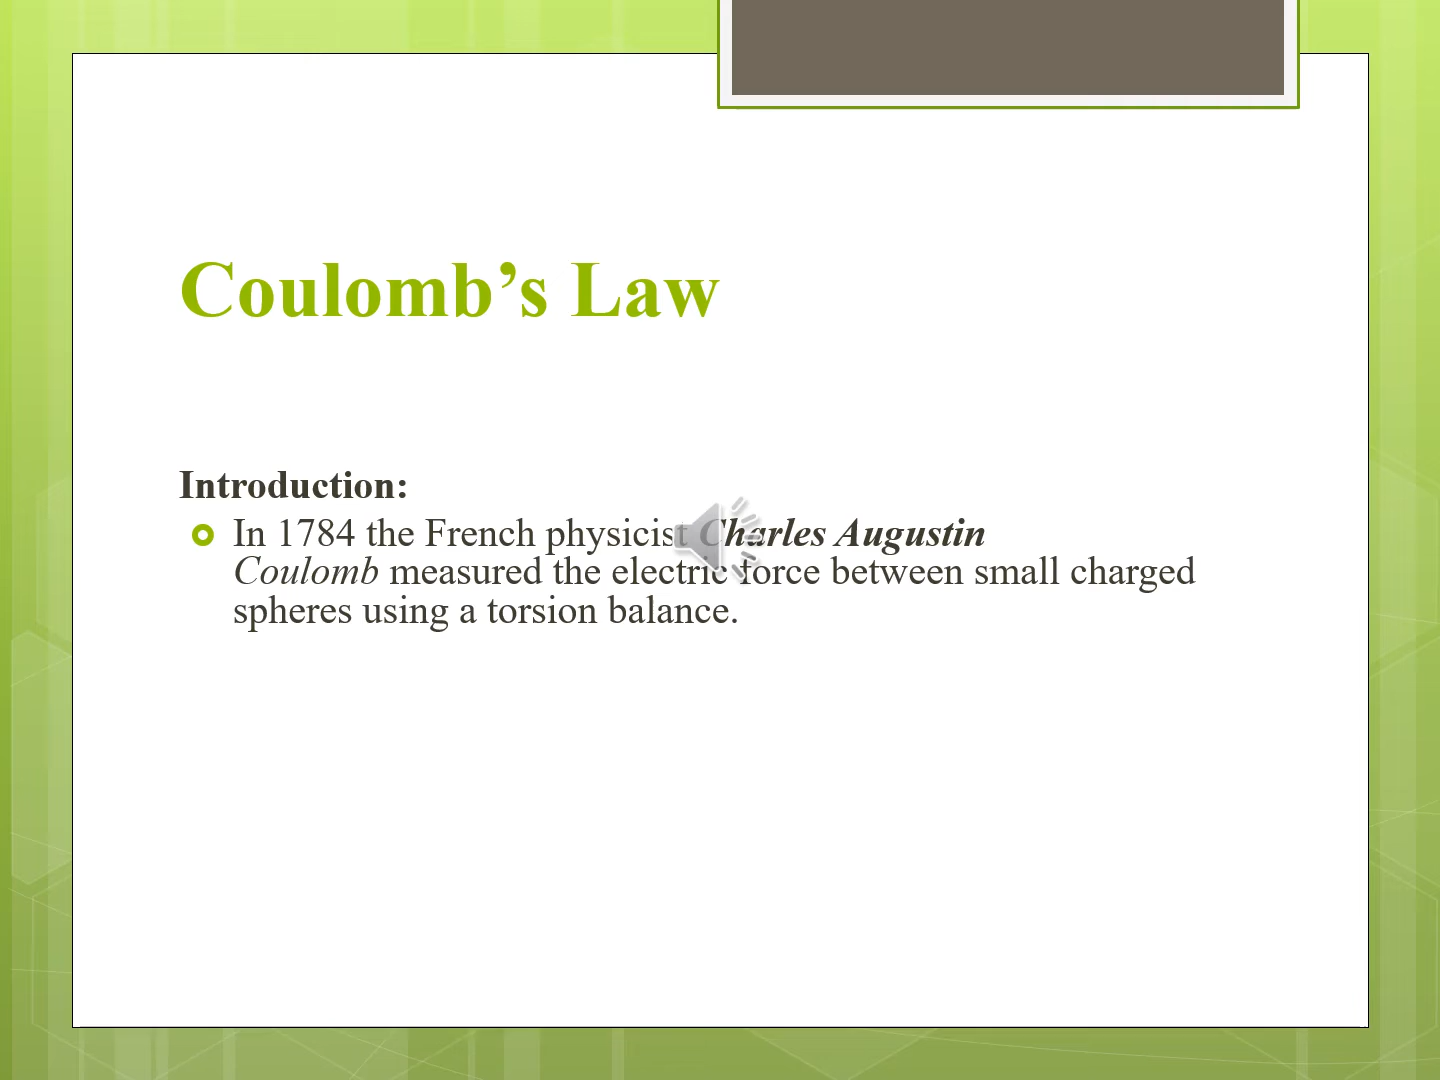 Coulomb’s Law
Introduction:
In 1784 the French physicist Charles Augustin
Coulomb measured the electric force between small charged
spheres using a torsion balance.